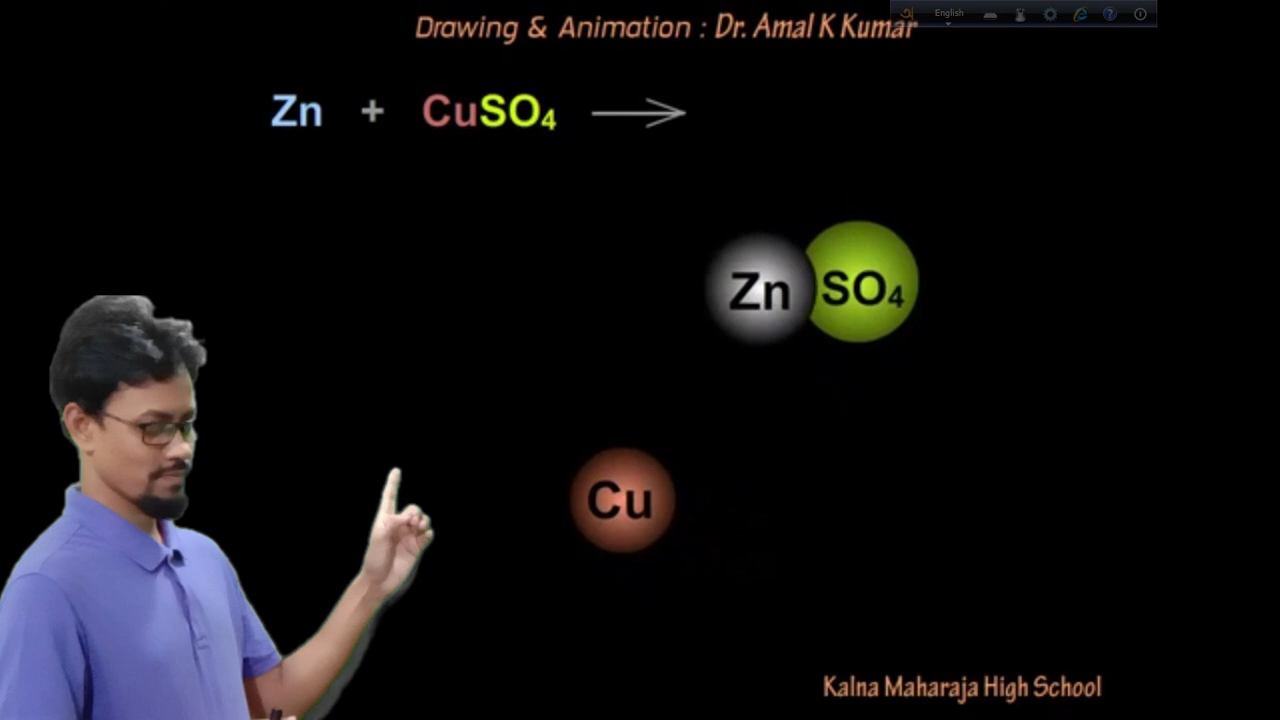 Drawing & Animation : Dr. Amal K Kumar
অ English
Zn + CuSO₄ ⟶
Zn SO₄
Cu
Kalna Maharaja High School